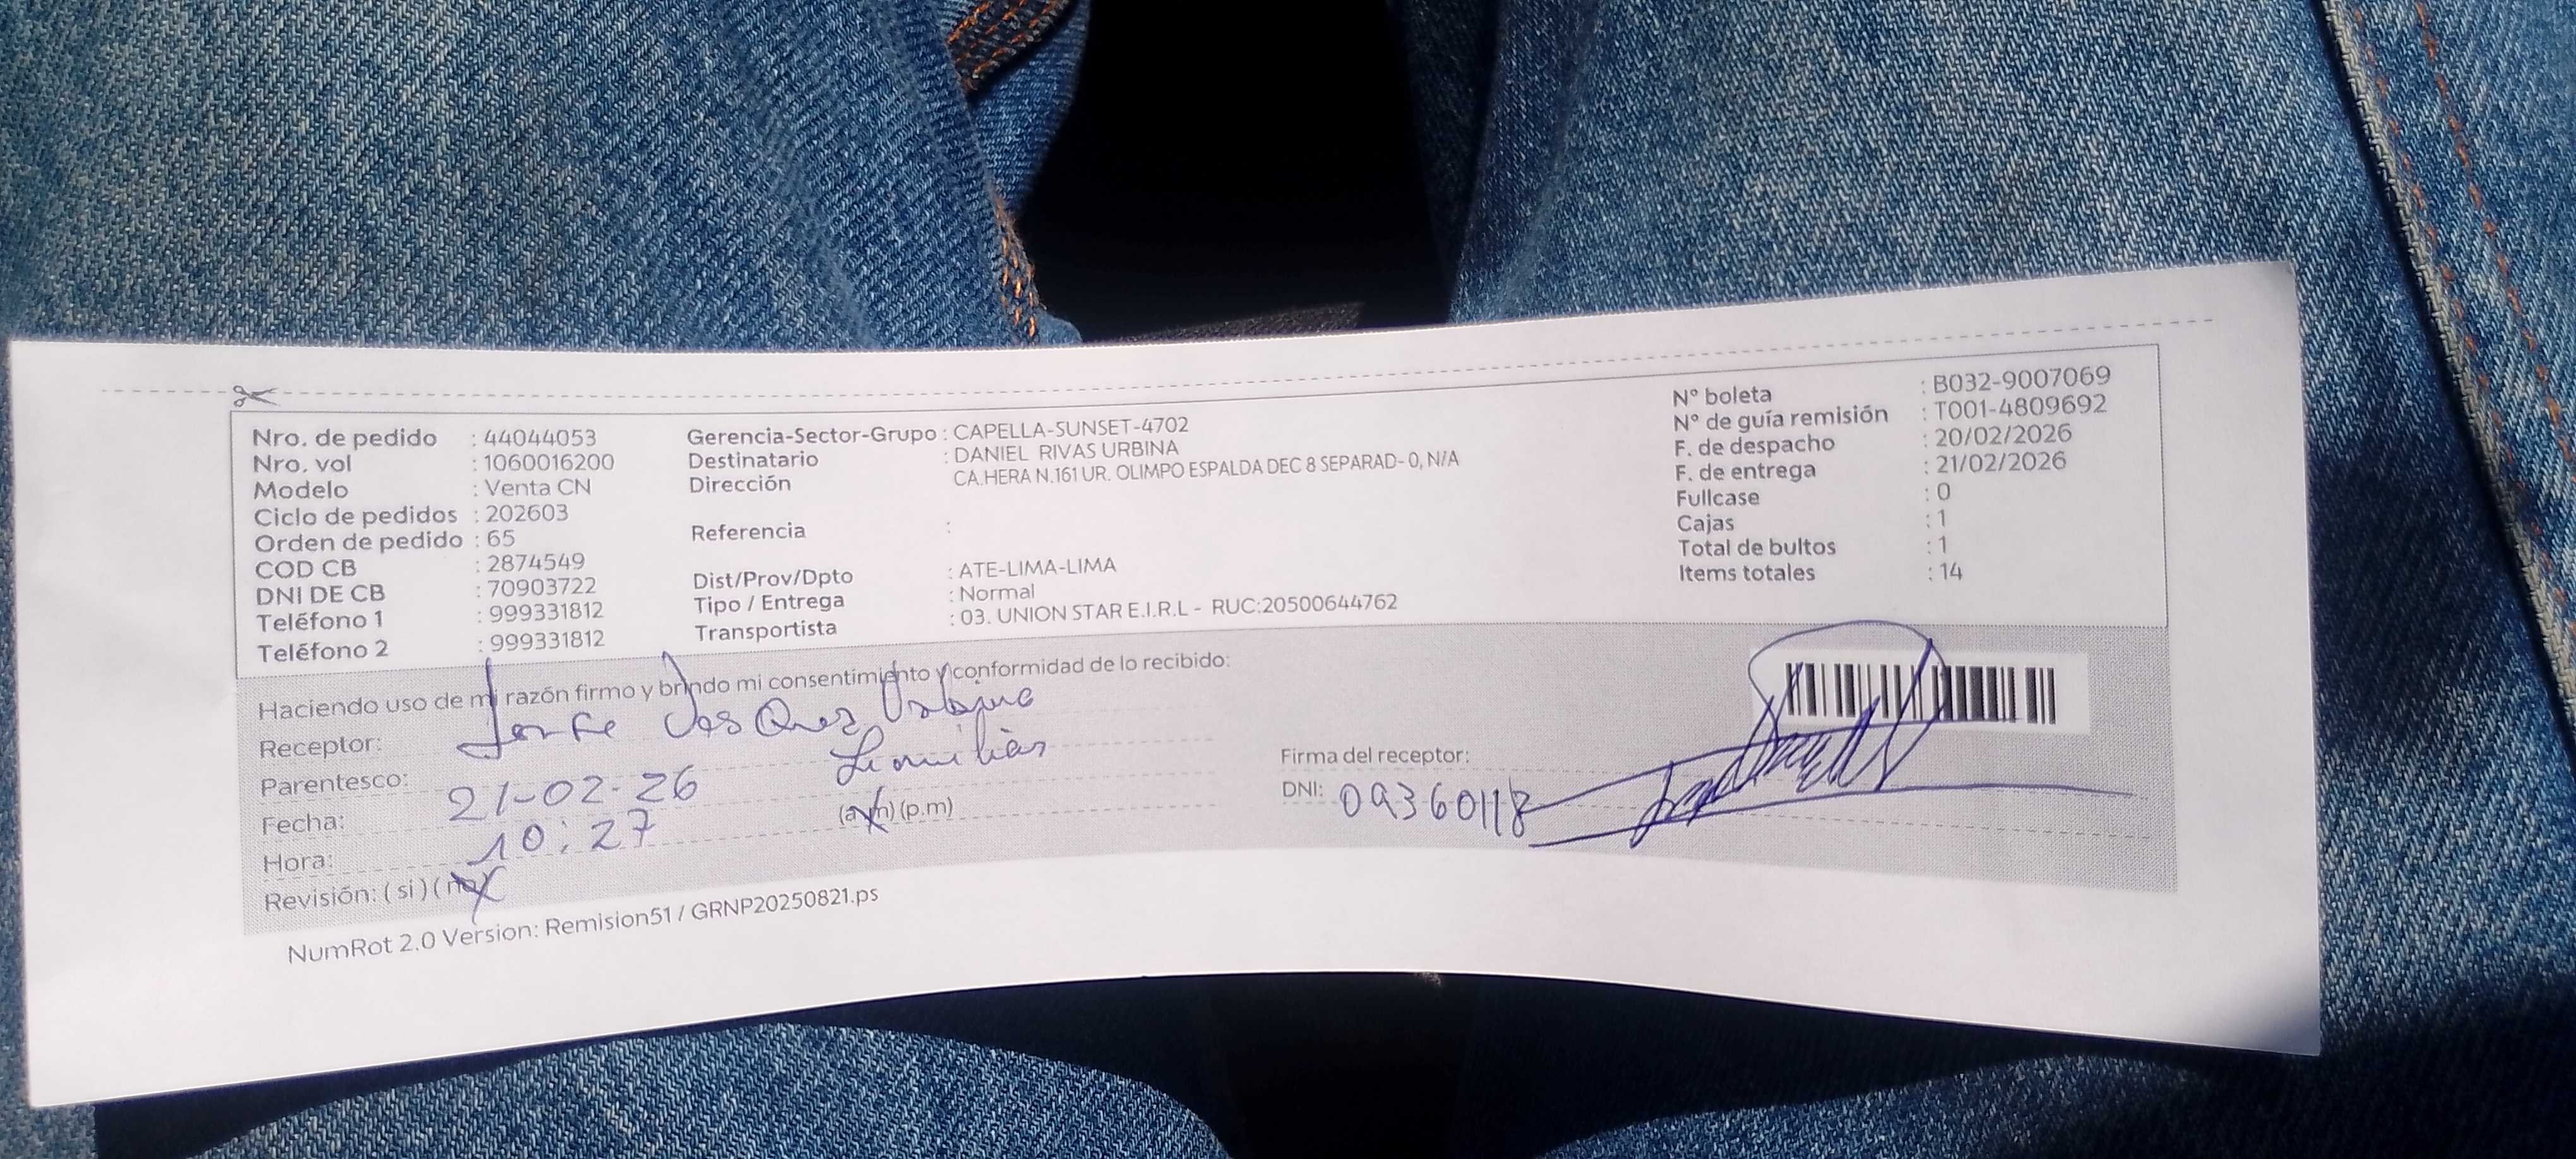 Nro. de pedido : 44044053
Nro. vol : 1060016200
Modelo : Venta CN
Ciclo de pedidos : 202603
Orden de pedido : 65
COD CB : 2874549
DNI DE CB : 70903722
Teléfono 1 : 999331812
Teléfono 2 : 999331812
Gerencia-Sector-Grupo : CAPELLA-SUNSET-4702
Destinatario : DANIEL RIVAS URBINA
Dirección CA.HERA N.161 UR. OLIMPO ESPALDA DEC 8 SEPARAD- 0, N/A
Referencia :
Dist/Prov/Dpto : ATE-LIMA-LIMA
Tipo / Entrega : Normal
Transportista : 03. UNION STAR E.I.R.L - RUC:20500644762
N° boleta : B032-9007069
N° de guía remisión : T001-4809692
F. de despacho : 20/02/2026
F. de entrega : 21/02/2026
Fullcase : 0
Cajas : 1
Total de bultos : 1
Items totales : 14
Haciendo uso de mi razón firmo y brindo mi consentimiento y conformidad de lo recibido:
Receptor:
Parentesco:
Fecha: 21-02-26
Hora: 10:27 (a.m) (p.m)
Revisión: ( si ) ( no )
Firma del receptor:
DNI: 09360118
NumRot 2.0 Version: Remision51 / GRNP20250821.ps